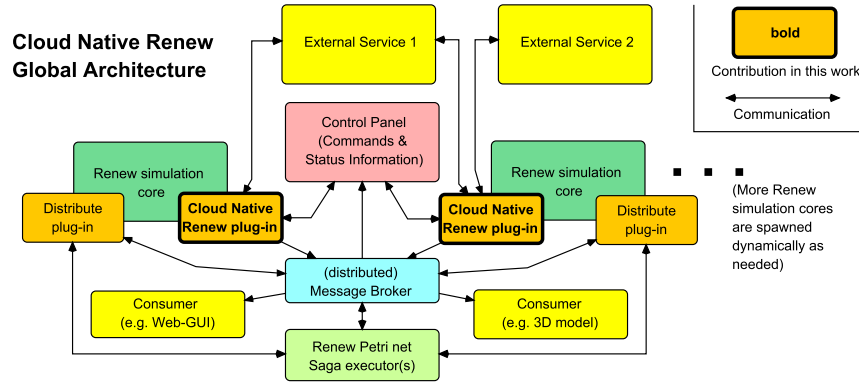 Cloud Native Renew
Global Architecture
External Service 1
External Service 2
bold
Contribution in this work
Communication
Control Panel
(Commands &
Status Information)
Renew simulation
core
Renew simulation
core
Distribute
plug-in
Cloud Native
Renew plug-in
Cloud Native
Renew plug-in
Distribute
plug-in
(More Renew
simulation cores
are spawned
dynamically as
needed)
(distributed)
Message Broker
Consumer
(e.g. Web-GUI)
Consumer
(e.g. 3D model)
Renew Petri net
Saga executor(s)